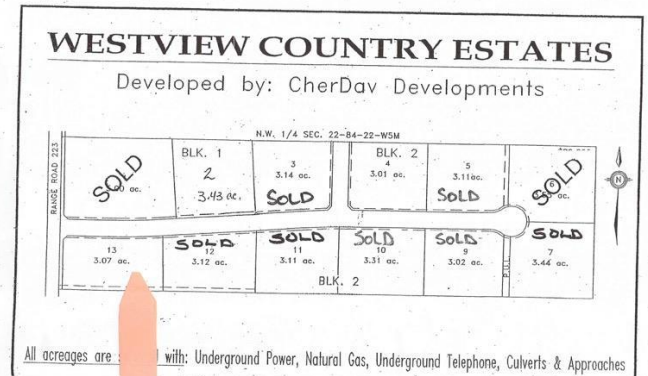 WESTVIEW COUNTRY ESTATES
Developed by: CherDav Developments
N.W. 1/4 SEC. 22-84-22-W5M
RANGE ROAD 223
SOLD
ac.
BLK. 1
2
3.43 ac.
3
3.14 ac.
SOLD
BLK. 2
4
3.01 ac.
5
3.11ac.
SOLD
6
SOLD
ac.
N
13
3.07 ac.
SOLD
12
3.12 ac.
SOLD
11
3.11 ac.
SOLD
10
3.31 ac.
SOLD
9
3.02 ac.
P.U.L.
SOLD
7
3.44 ac.
BLK. 2
All acreages are with: Underground Power, Natural Gas, Underground Telephone, Culverts & Approaches